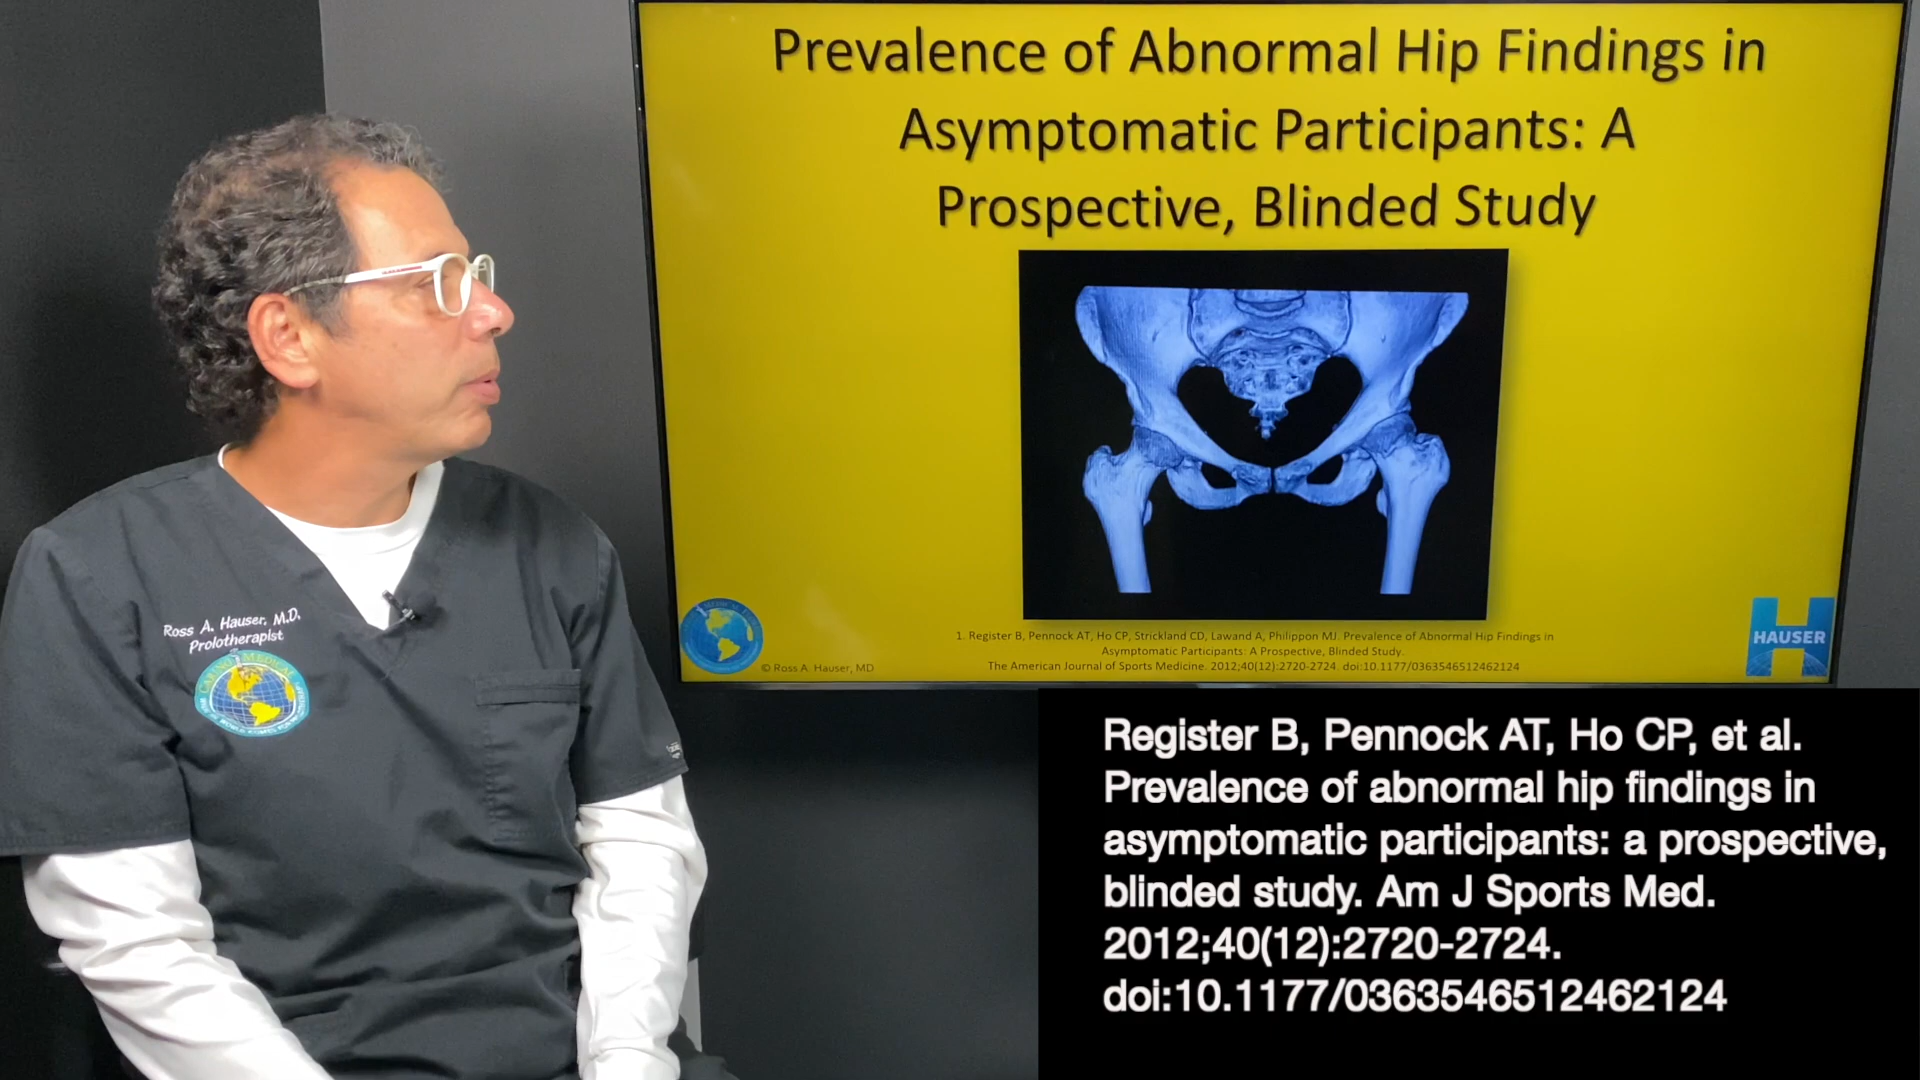 Prevalence of Abnormal Hip Findings in
Asymptomatic Participants: A
Prospective, Blinded Study
1. Register B, Pennock AT, Ho CP, Strickland CD, Lawand A, Philippon MJ. Prevalence of Abnormal Hip Findings in
Asymptomatic Participants: A Prospective, Blinded Study.
The American Journal of Sports Medicine. 2012;40(12):2720-2724. doi:10.1177/0363546512462124
© Ross A. Hauser, MD
HAUSER
Ross A. Hauser, M.D.
Prolotherapist
CARING MEDICAL
Register B, Pennock AT, Ho CP, et al.
Prevalence of abnormal hip findings in
asymptomatic participants: a prospective,
blinded study. Am J Sports Med.
2012;40(12):2720-2724.
doi:10.1177/0363546512462124